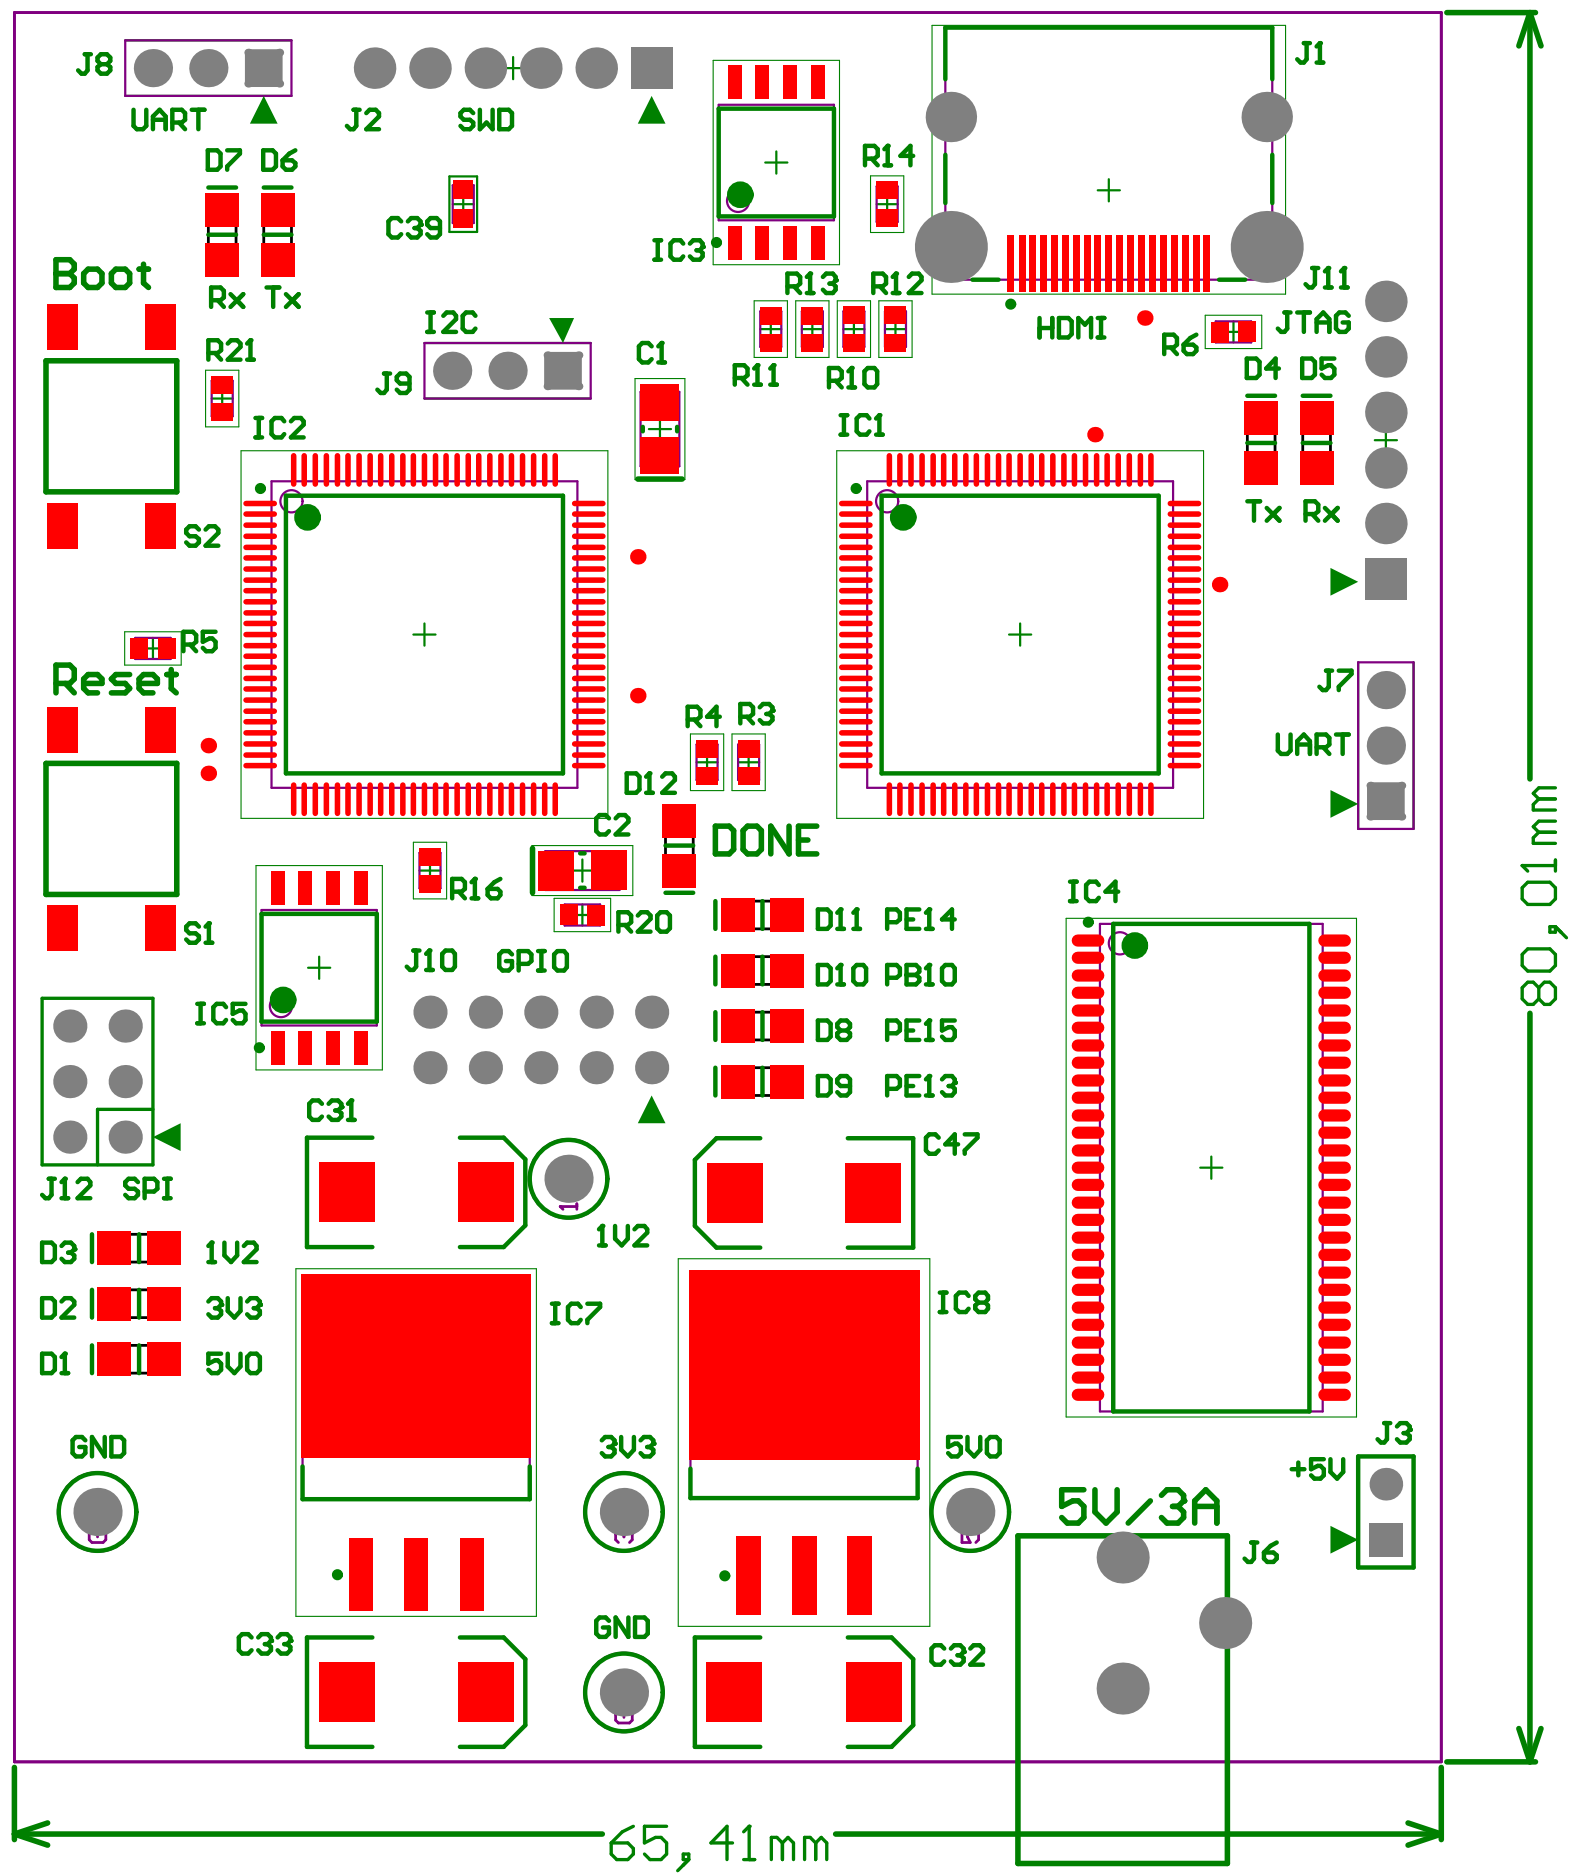 J8
J1
UART
J2
SWD
D7
D6
R14
C39
IC3
Boot
Rx
Tx
R13
R12
J11
I2C
HDMI
JTAG
R21
C1
R6
J9
R11
R10
D4
D5
IC2
IC1
Tx
Rx
S2
R5
Reset
J7
R4
R3
UART
D12
C2
DONE
80,01mm
R16
IC4
S1
R20
D11 PE14
J10
GPIO
D10 PB10
IC5
D8 PE15
D9 PE13
C31
C47
J12
SPI
1
1V2
D3
1V2
D2
3V3
IC7
IC8
D1
5V0
GND
3V3
5V0
J3
+5V
5V/3A
J6
GND
C33
C32
65,41mm